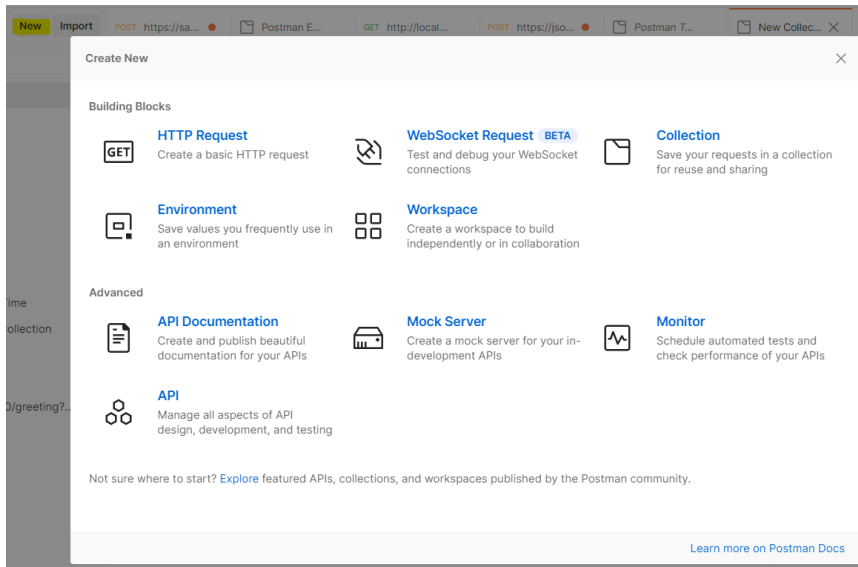 New Import POST https://sa... Postman E... GET http://local... POST https://jso... Postman T... New Collec...
Create New
Building Blocks
HTTP Request
Create a basic HTTP request
GET
WebSocket Request BETA
Test and debug your WebSocket
connections
Collection
Save your requests in a collection
for reuse and sharing
Environment
Save values you frequently use in
an environment
Workspace
Create a workspace to build
independently or in collaboration
Advanced
API Documentation
Create and publish beautiful
documentation for your APIs
Mock Server
Create a mock server for your in-
development APIs
Monitor
Schedule automated tests and
check performance of your APIs
API
Manage all aspects of API
design, development, and testing
Time
ollection
0/greeting?..
Not sure where to start? Explore featured APIs, collections, and workspaces published by the Postman community.
Learn more on Postman Docs